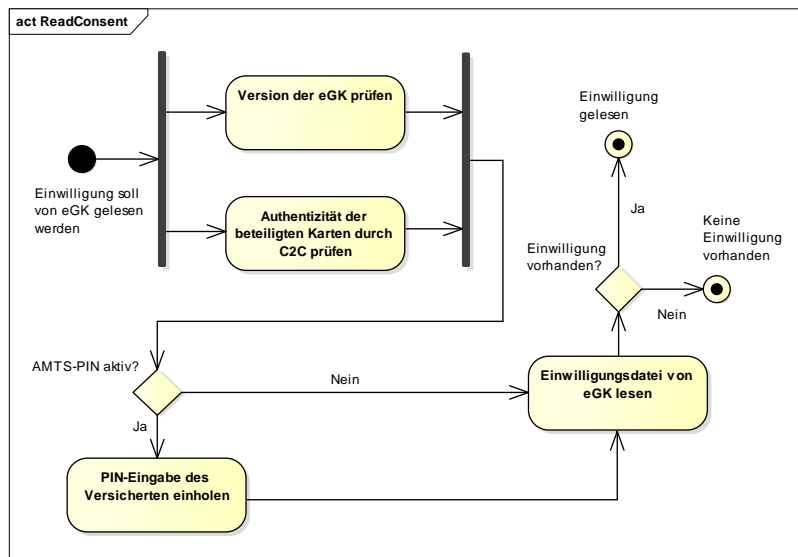 act ReadConsent
Version der eGK prüfen
Einwilligung soll
von eGK gelesen
werden
Authentizität der
beteiligten Karten durch
C2C prüfen
Einwilligung
gelesen
Ja
Keine
Einwilligung
vorhanden
Einwilligung
vorhanden?
Nein
AMTS-PIN aktiv?
Nein
Einwilligungsdatei von
eGK lesen
Ja
PIN-Eingabe des
Versicherten einholen